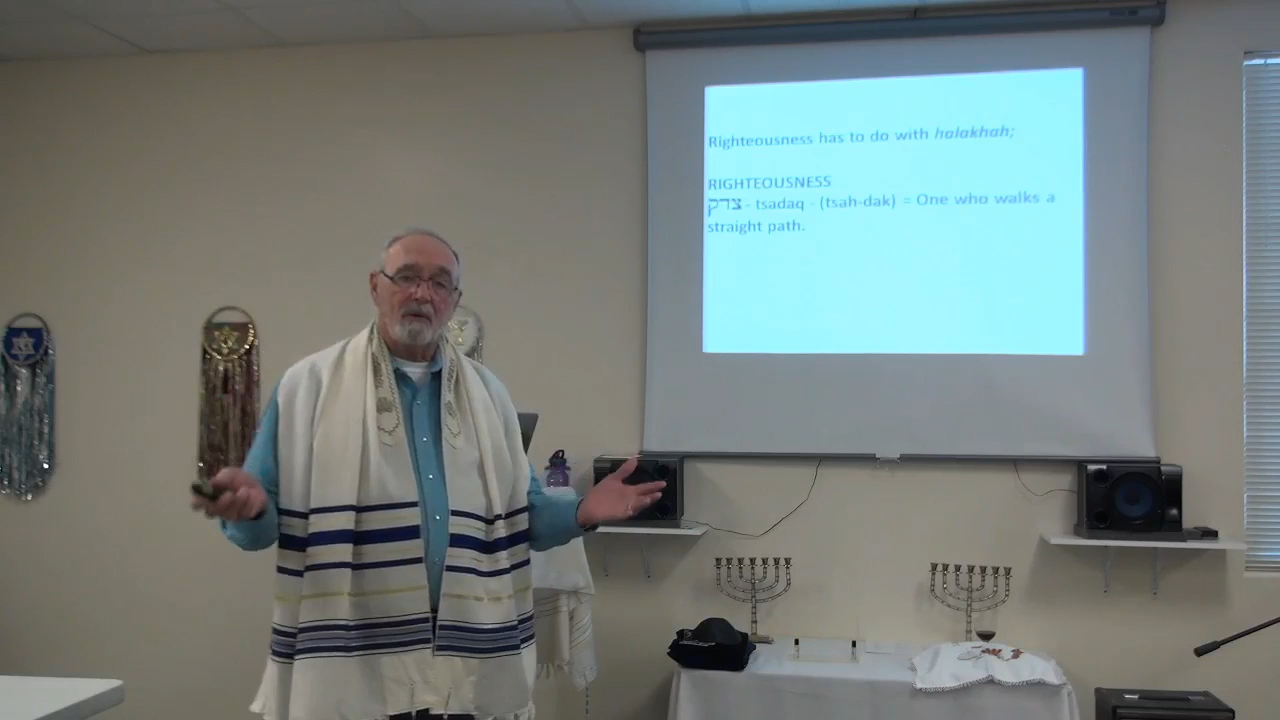 Righteousness has to do with halakhah;
RIGHTEOUSNESS
צדק - tsadaq - (tsah-dak) = One who walks a
straight path.